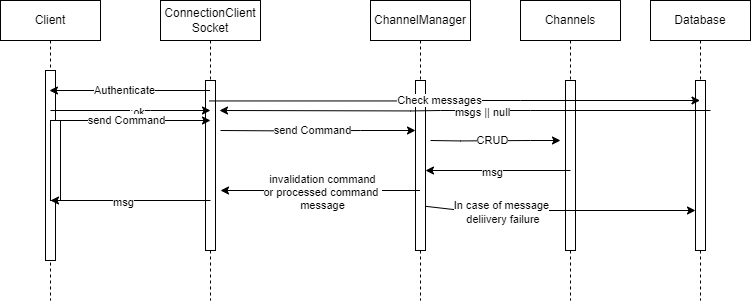 Client
ConnectionClient
Socket
ChannelManager
Channels
Database
Authenticate
Check messages
ok
msgs || null
send Command
send Command
CRUD
msg
invalidation command
or processed command
message
msg
In case of message
deliivery failure